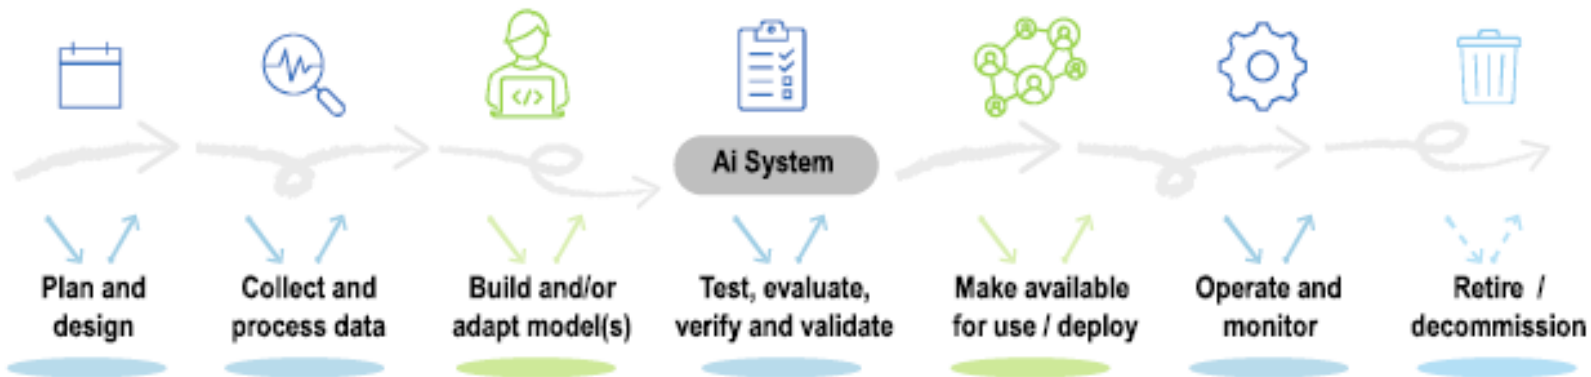 </>
Ai System
Plan and
design
Collect and
process data
Build and/or
adapt model(s)
Test, evaluate,
verify and validate
Make available
for use / deploy
Operate and
monitor
Retire /
decommission